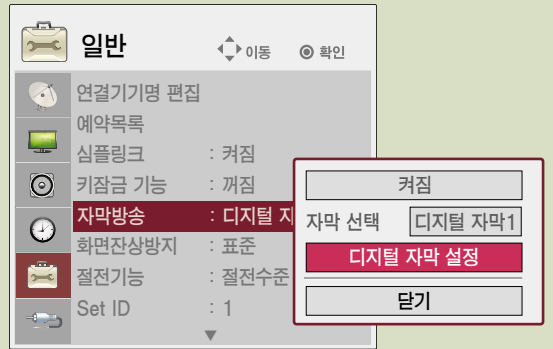 일반 이동 확인
연결기기명 편집
예약목록
심플링크 : 켜짐
키잠금 기능 : 꺼짐
자막방송 : 디지털 자
화면잔상방지 : 표준
절전기능 : 절전수준
Set ID : 1
켜짐
자막 선택 디지털 자막1
디지털 자막 설정
닫기